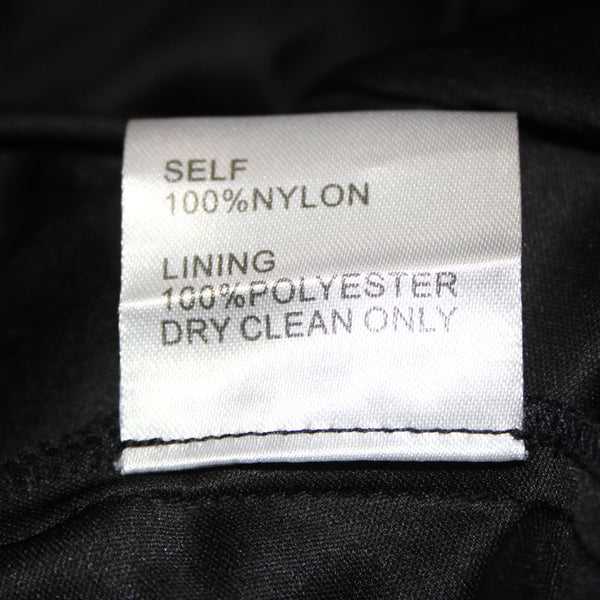 SELF
100%NYLON
LINING
100%POLYESTER
DRY CLEAN ONLY